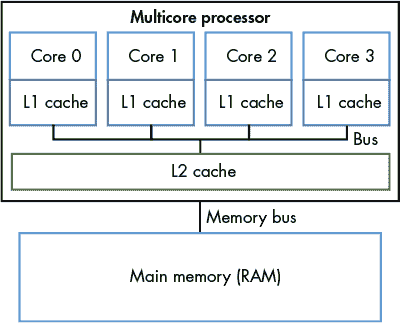 Multicore processor
Core 0 Core 1 Core 2 Core 3
L1 cache L1 cache L1 cache L1 cache
Bus
L2 cache
Memory bus
Main memory (RAM)